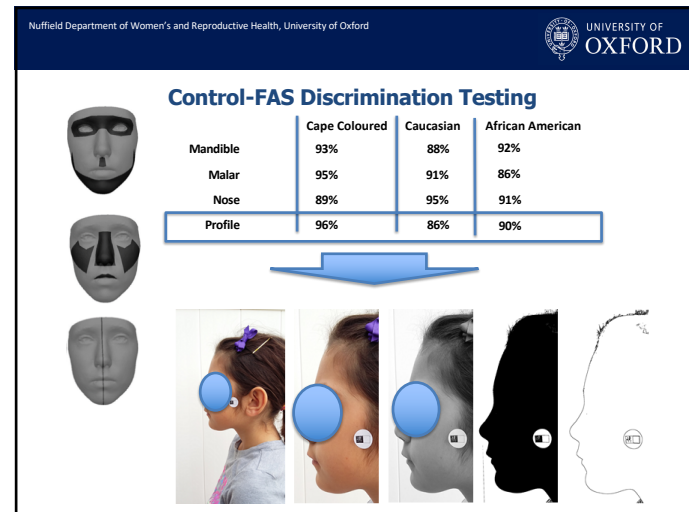 Nuffield Department of Women's and Reproductive Health, University of Oxford
UNIVERSITY OF
OXFORD
Control-FAS Discrimination Testing
Cape Coloured Caucasian African American
Mandible 93% 88% 92%
Malar 95% 91% 86%
Nose 89% 95% 91%
Profile 96% 86% 90%